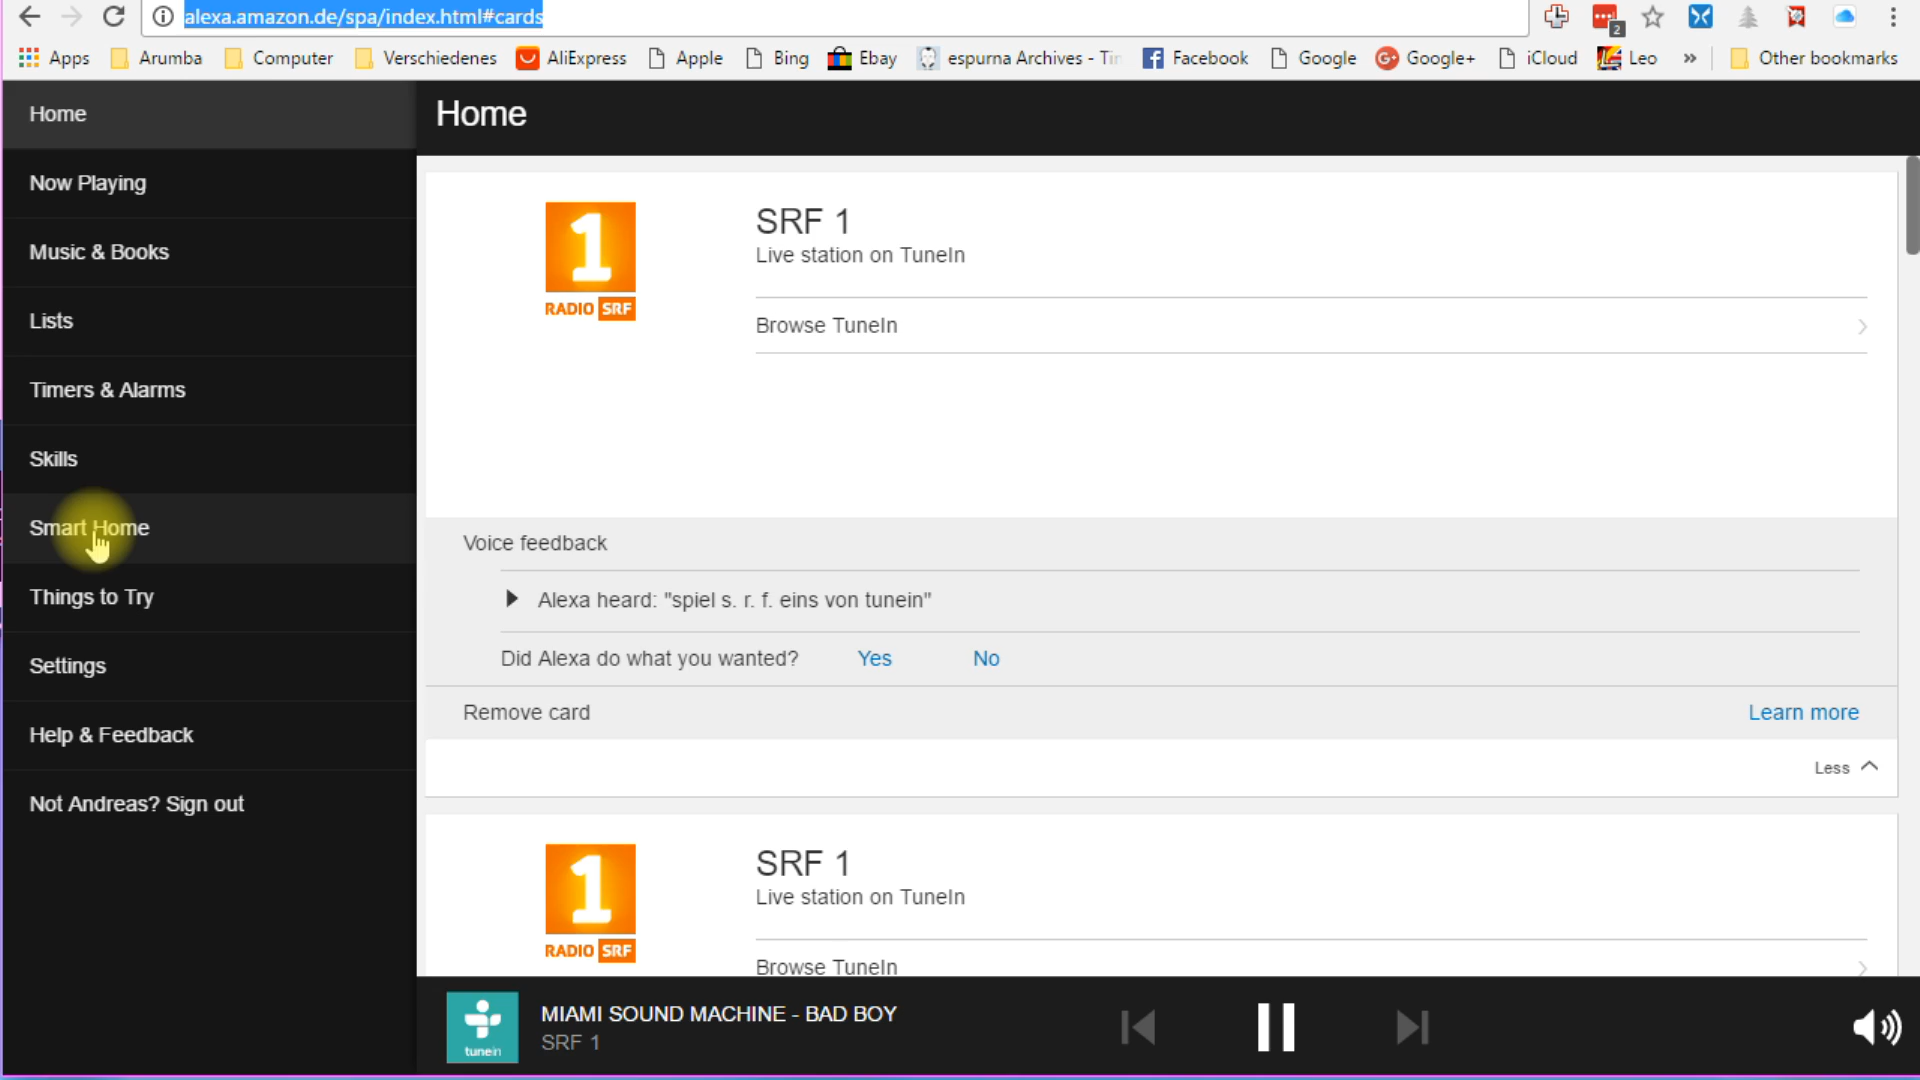 alexa.amazon.de/spa/index.html#cards
2
Apps Arumba Computer Verschiedenes AliExpress Apple Bing Ebay espurna Archives - Tin Facebook Google Google+ iCloud Leo » Other bookmarks
Home
Now Playing
Music & Books
Lists
Timers & Alarms
Skills
Smart Home
Things to Try
Settings
Help & Feedback
Not Andreas? Sign out
Home
1
RADIO SRF
SRF 1
Live station on TuneIn
Browse TuneIn
Voice feedback
Alexa heard: "spiel s. r. f. eins von tunein"
Did Alexa do what you wanted? Yes No
Remove card Learn more
Less
1
RADIO SRF
SRF 1
Live station on TuneIn
Browse TuneIn
tunein
MIAMI SOUND MACHINE - BAD BOY
SRF 1